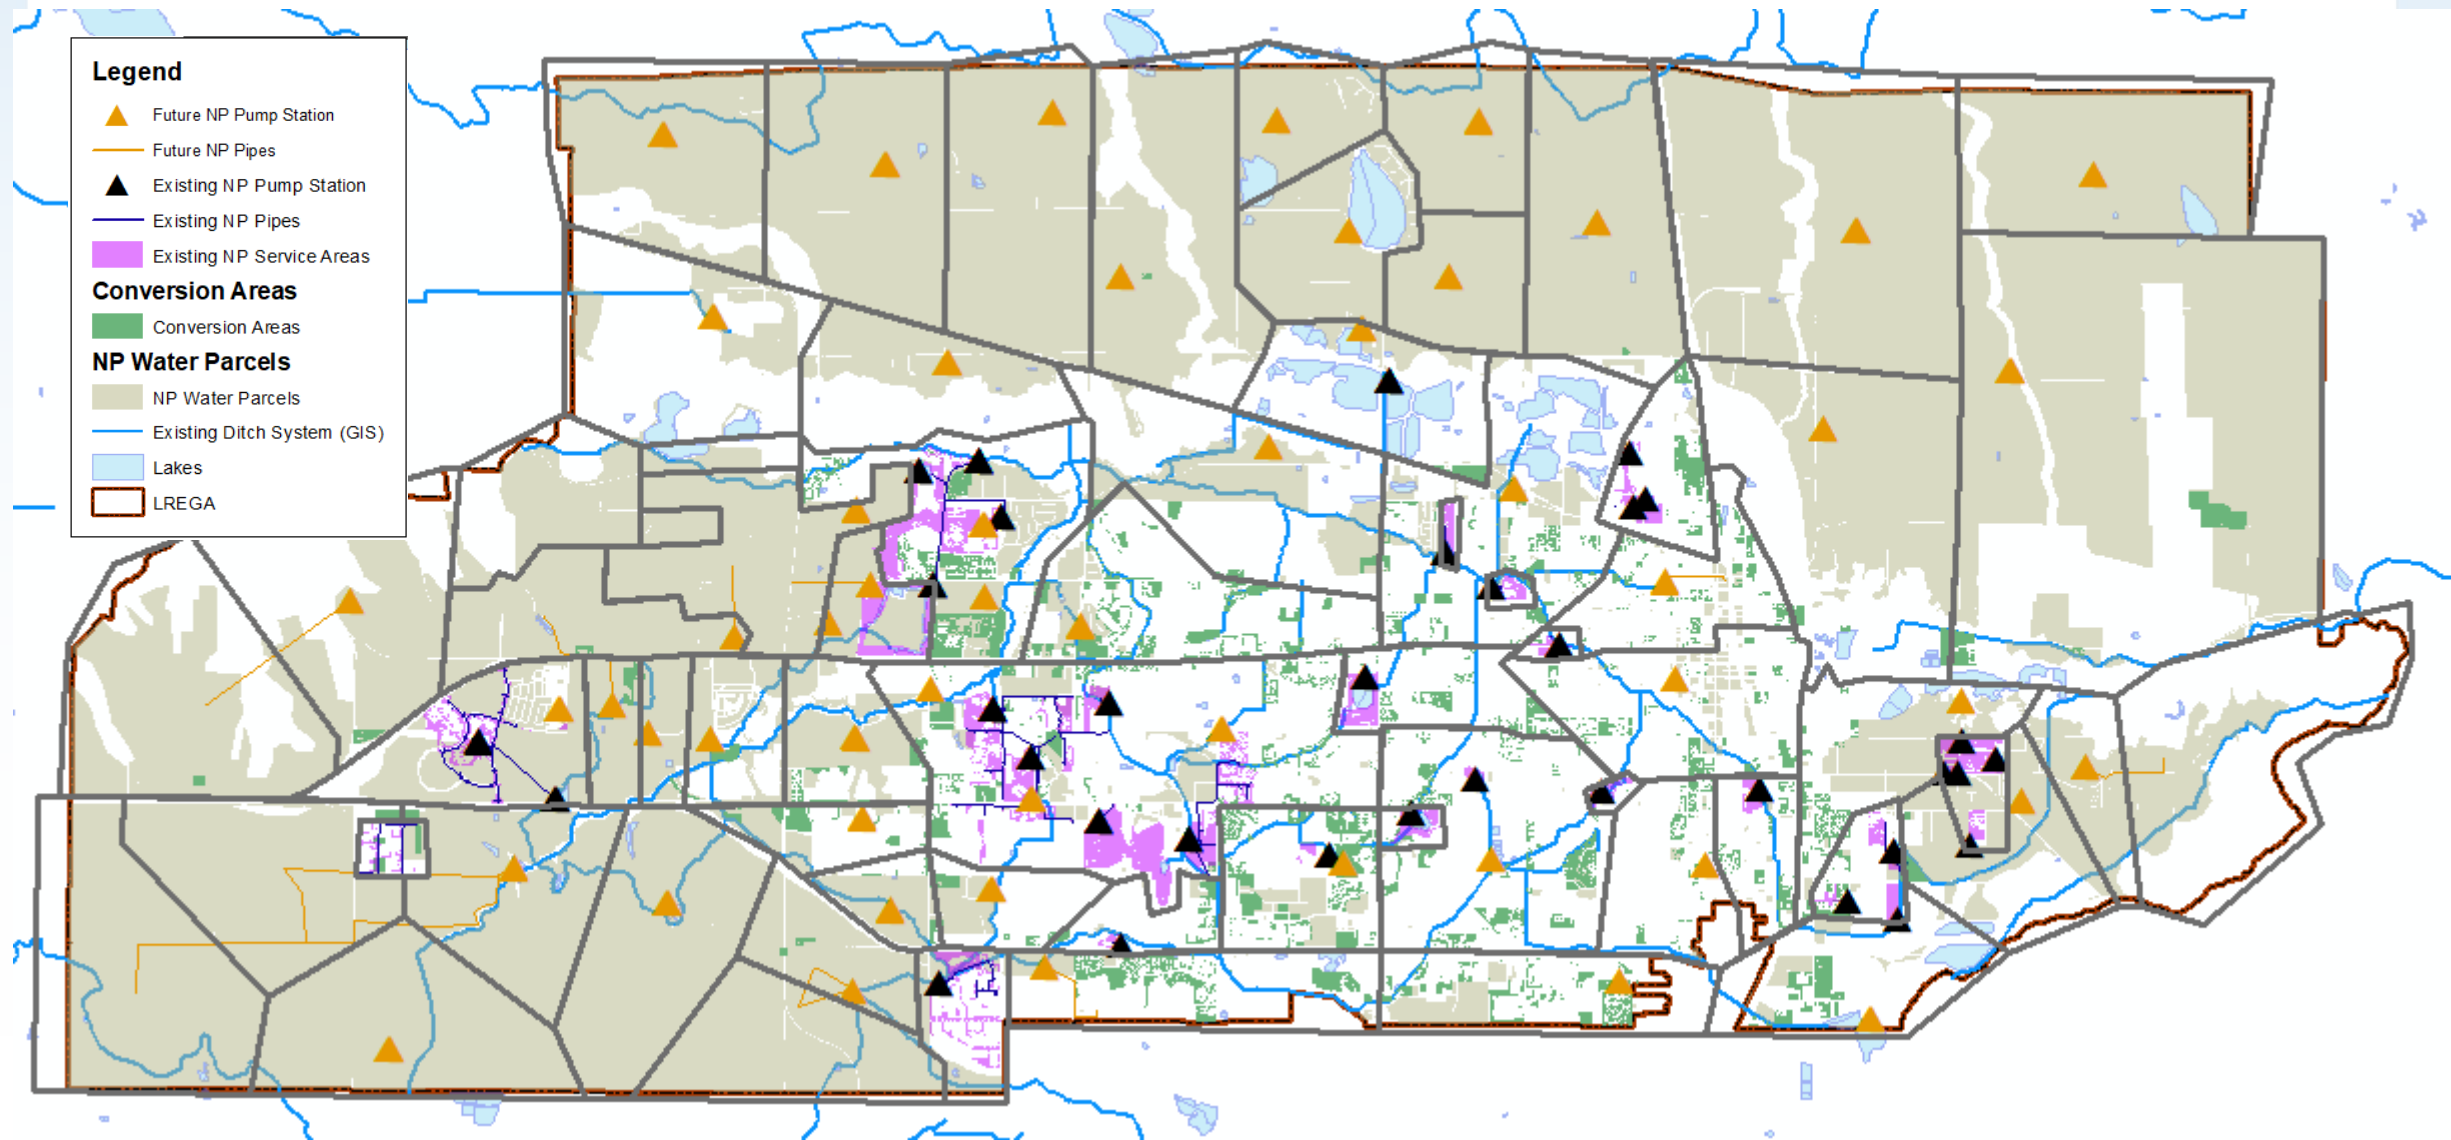 Legend
Future NP Pump Station
Future NP Pipes
Existing NP Pump Station
Existing NP Pipes
Existing NP Service Areas
Conversion Areas
Conversion Areas
NP Water Parcels
NP Water Parcels
Existing Ditch System (GIS)
Lakes
LREGA